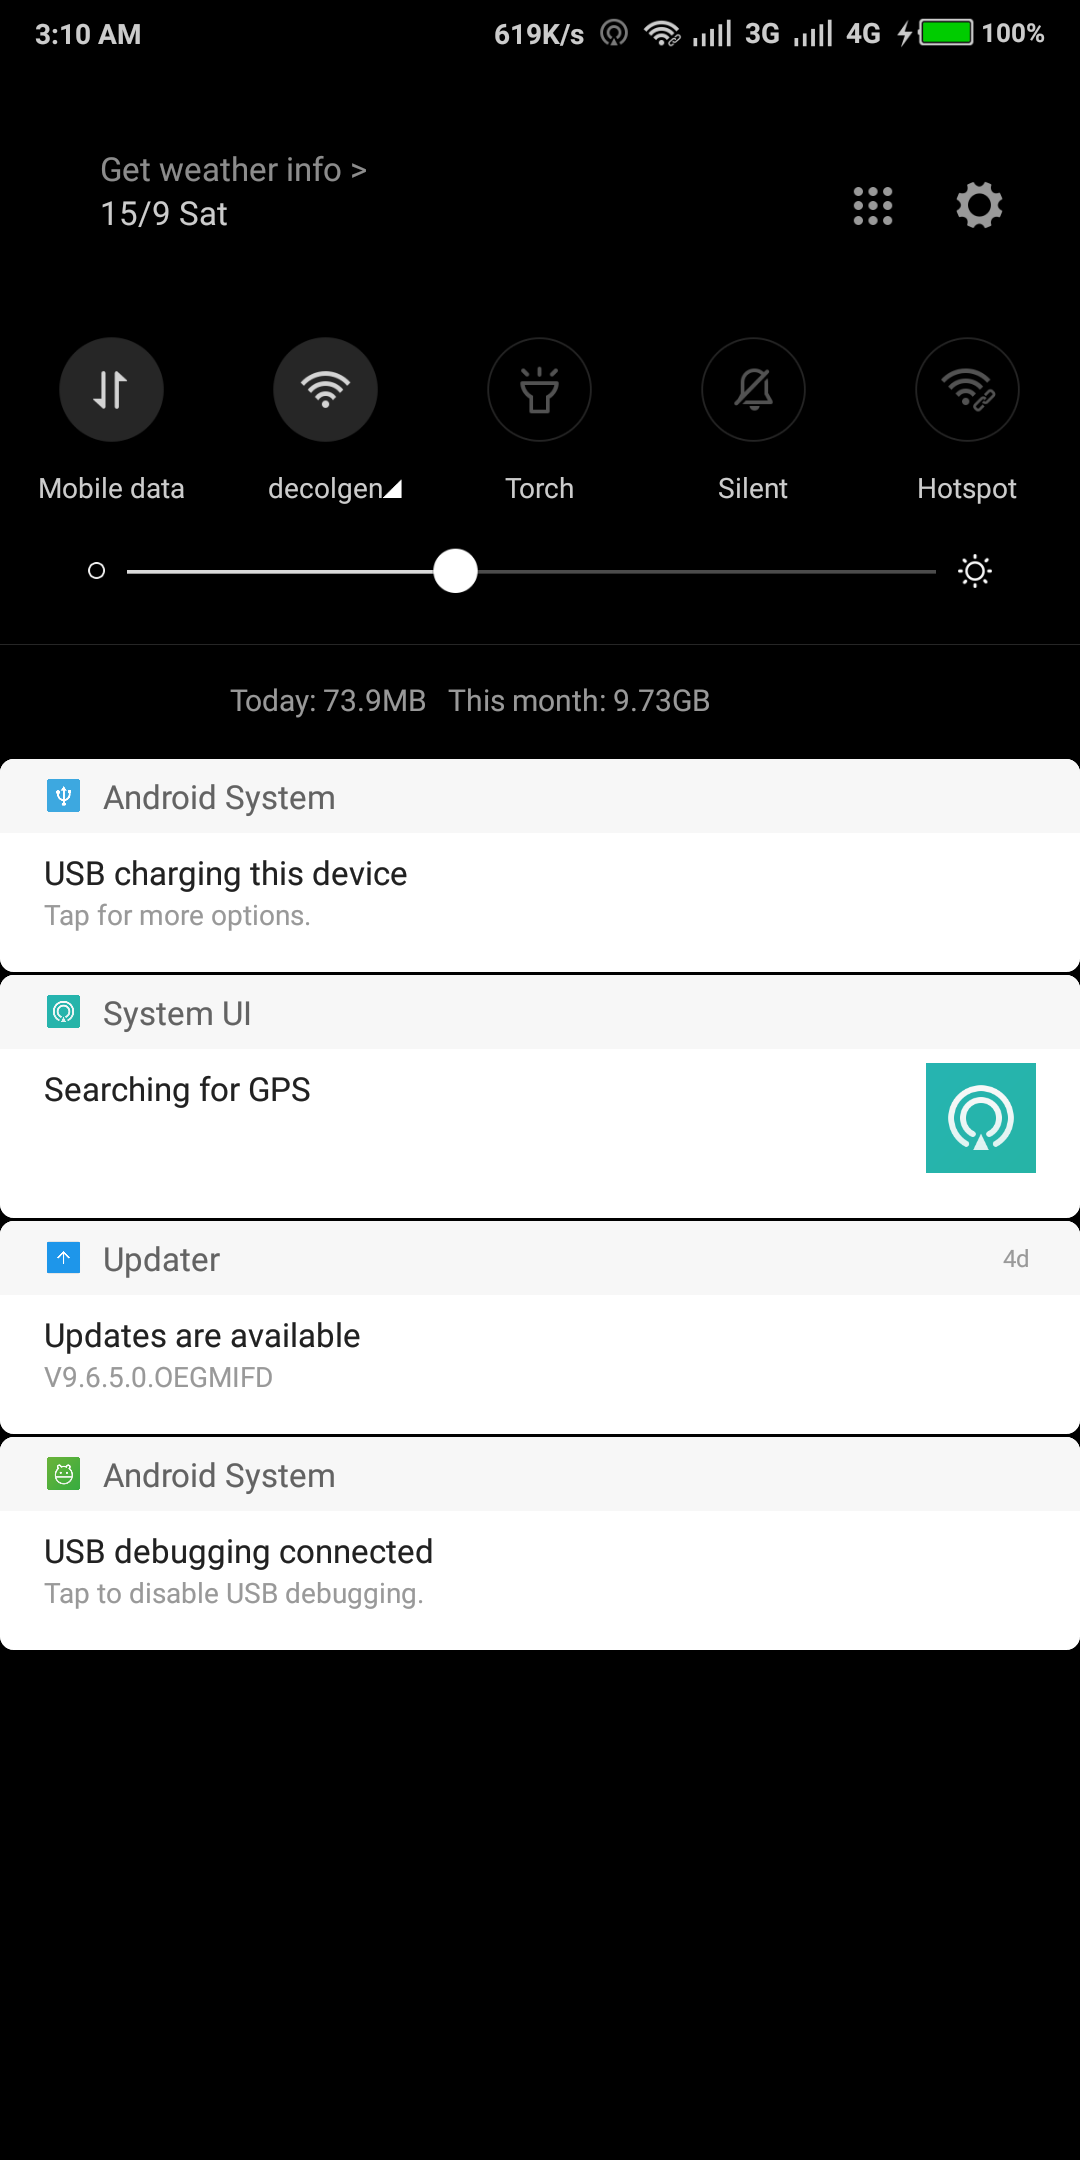 3:10 AM 619K/s 3G 4G 100%
Get weather info >
15/9 Sat
Mobile data decolgen Torch Silent Hotspot
Today: 73.9MB This month: 9.73GB
Android System
USB charging this device
Tap for more options.
System UI
Searching for GPS
Updater 4d
Updates are available
V9.6.5.0.OEGMIFD
Android System
USB debugging connected
Tap to disable USB debugging.